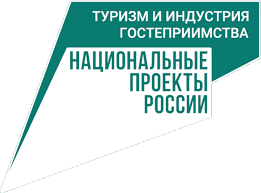 ТУРИЗМ И ИНДУСТРИЯ
ГОСТЕПРИИМСТВА
НАЦИОНАЛЬНЫЕ
ПРОЕКТЫ
РОССИИ